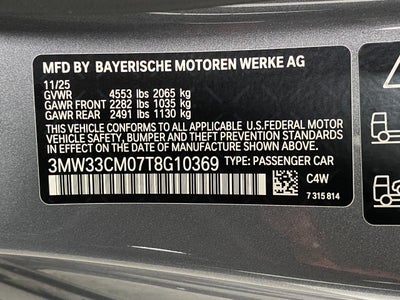 MFD BY BAYERISCHE MOTOREN WERKE AG
11/25
GVWR 4553 lbs 2065 kg
GAWR FRONT 2282 lbs 1035 kg
GAWR REAR 2491 lbs 1130 kg
THIS VEHICLE CONFORMS TO ALL APPLICABLE U.S.FEDERAL MOTOR
VEHICLE SAFETY, BUMPER, AND THEFT PREVENTION STANDARDS IN
EFFECT ON THE DATE OF MANUFACTURE SHOWN ABOVE.
3MW33CM07T8G10369 TYPE: PASSENGER CAR
C4W
7 315 814